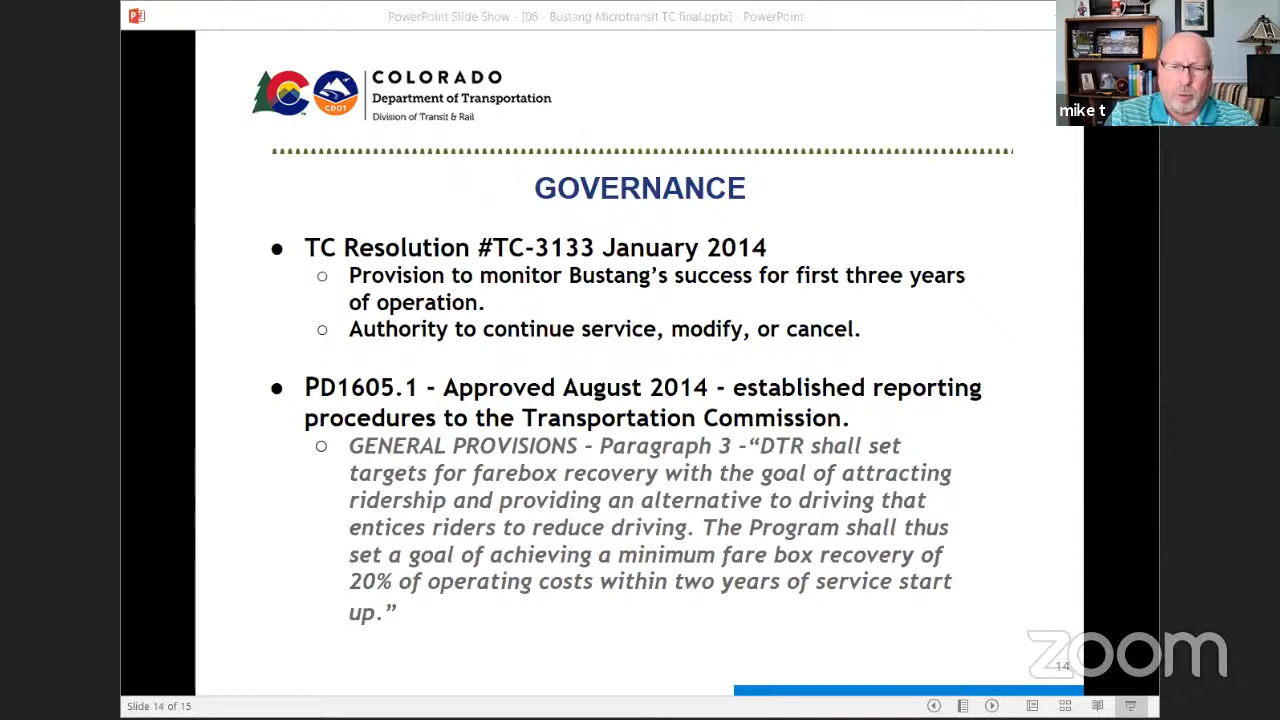 PowerPoint Slide Show - [06 - Bustang Microtransit TC final.pptx] - PowerPoint
mike t
COLORADO
Department of Transportation
Division of Transit & Rail
CDOT
TM
GOVERNANCE
● TC Resolution #TC-3133 January 2014
○ Provision to monitor Bustang’s success for first three years
of operation.
○ Authority to continue service, modify, or cancel.
● PD1605.1 - Approved August 2014 - established reporting
procedures to the Transportation Commission.
○ GENERAL PROVISIONS - Paragraph 3 -“DTR shall set
targets for farebox recovery with the goal of attracting
ridership and providing an alternative to driving that
entices riders to reduce driving. The Program shall thus
set a goal of achieving a minimum fare box recovery of
20% of operating costs within two years of service start
up.”
zoom
14
Slide 14 of 15